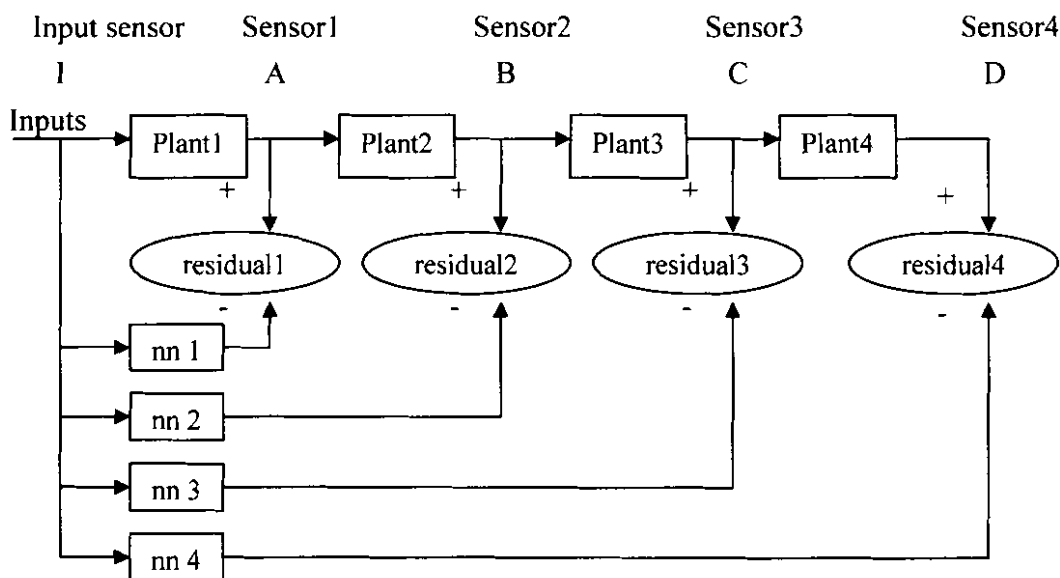 Input sensor Sensor1 Sensor2 Sensor3 Sensor4
I A B C D
Inputs
Plant1 Plant2 Plant3 Plant4
+ + + +
residual1 residual2 residual3 residual4
- - - -
nn 1
nn 2
nn 3
nn 4